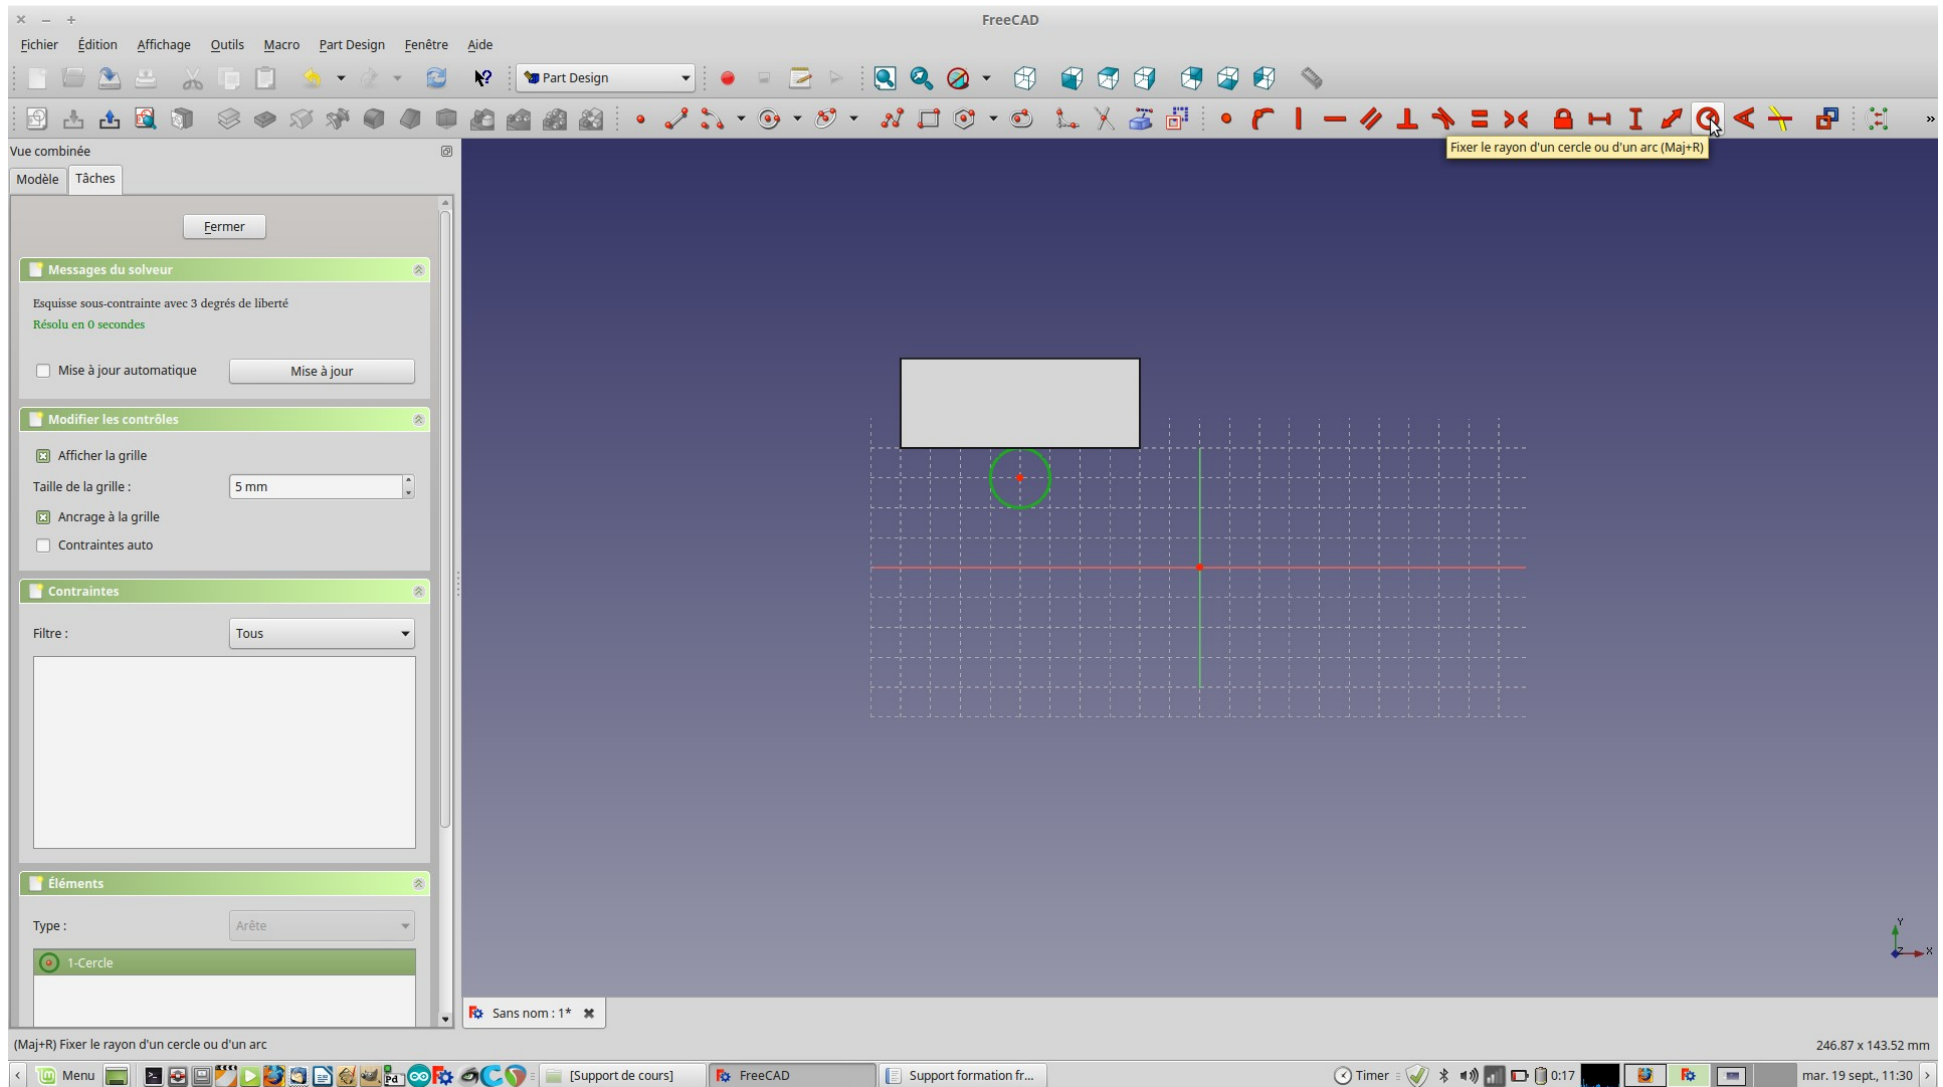 FreeCAD
Fichier Édition Affichage Outils Macro Part Design Fenêtre Aide
Part Design
Fixer le rayon d'un cercle ou d'un arc (Maj+R)
Vue combinée
Modèle Tâches
Fermer
Messages du solveur
Esquisse sous-contrainte avec 3 degrés de liberté
Résolu en 0 secondes
Mise à jour automatique Mise à jour
Modifier les contrôles
Afficher la grille
Taille de la grille : 5 mm
Ancrage à la grille
Contraintes auto
Contraintes
Filtre : Tous
Éléments
Type : Arête
1-Cercle
Y
Z X
Sans nom : 1*
(Maj+R) Fixer le rayon d'un cercle ou d'un arc 246.87 x 143.52 mm
Menu Pd [Support de cours] FreeCAD Support formation fr... Timer 0:17 mar. 19 sept., 11:30